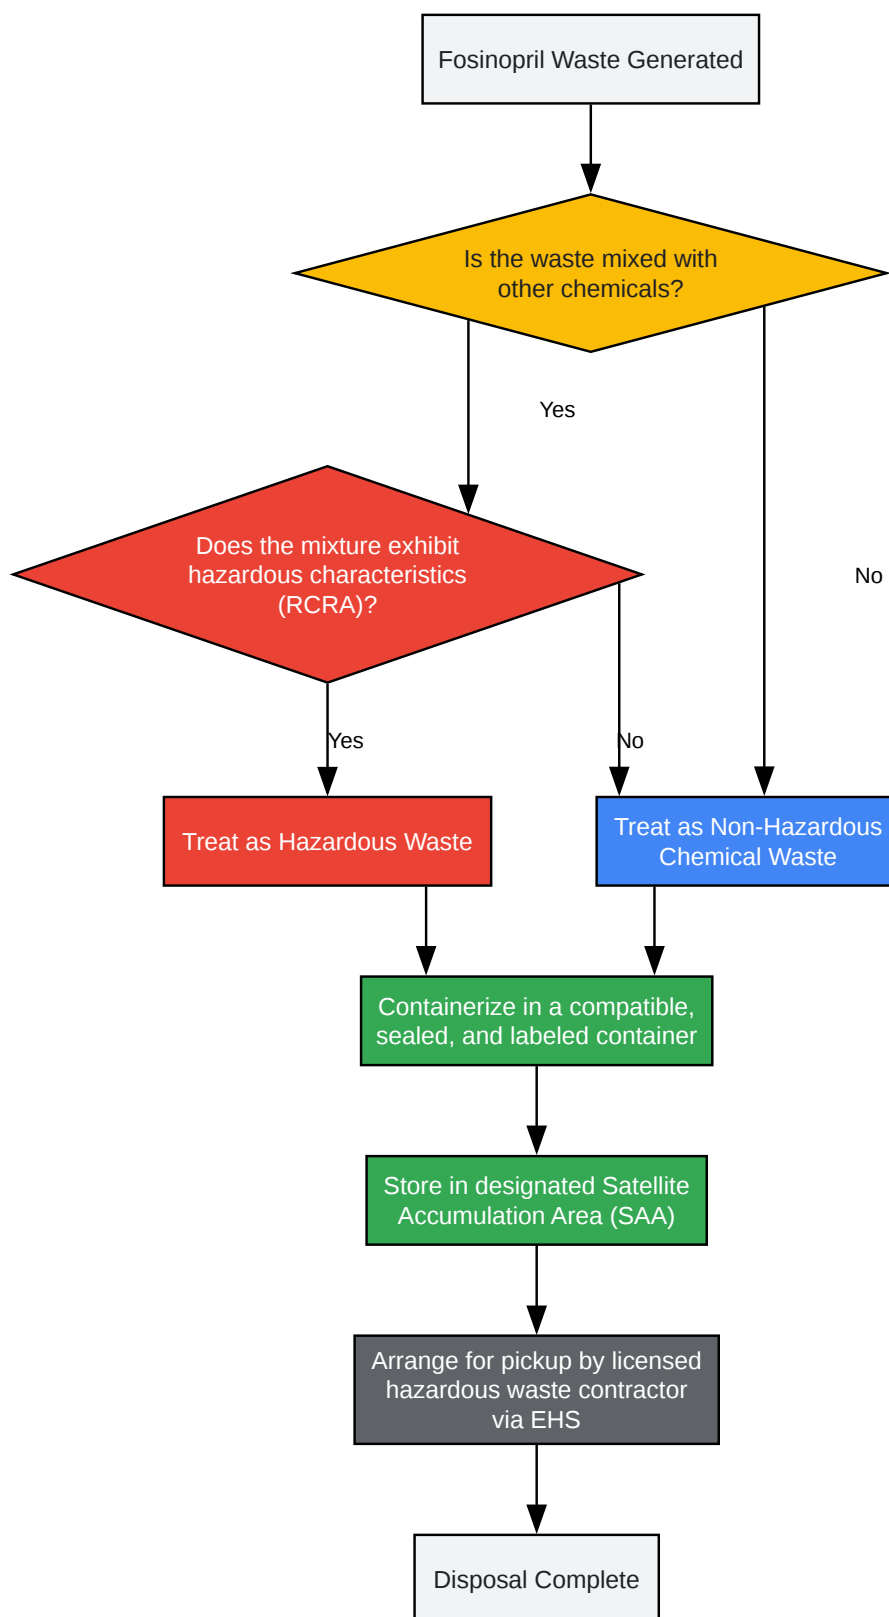 Fosinopril Waste Generated
Is the waste mixed with
other chemicals?
Yes
Does the mixture exhibit
hazardous characteristics
(RCRA)?
No
Yes
No
Treat as Hazardous Waste
Treat as Non-Hazardous
Chemical Waste
Containerize in a compatible,
sealed, and labeled container
Store in designated Satellite
Accumulation Area (SAA)
Arrange for pickup by licensed
hazardous waste contractor
via EHS
Disposal Complete